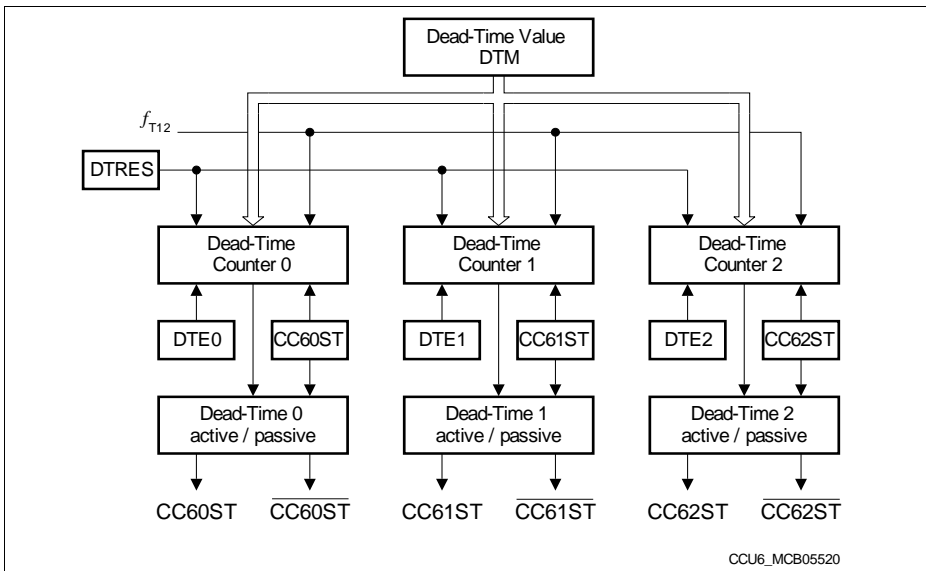 Dead-Time Value
DTM
fT12
DTRES
Dead-Time
Counter 0
Dead-Time
Counter 1
Dead-Time
Counter 2
DTE0
CC60ST
DTE1
CC61ST
DTE2
CC62ST
Dead-Time 0
active / passive
Dead-Time 1
active / passive
Dead-Time 2
active / passive
CC60ST
CC60ST
CC61ST
CC61ST
CC62ST
CC62ST
CCU6_MCB05520